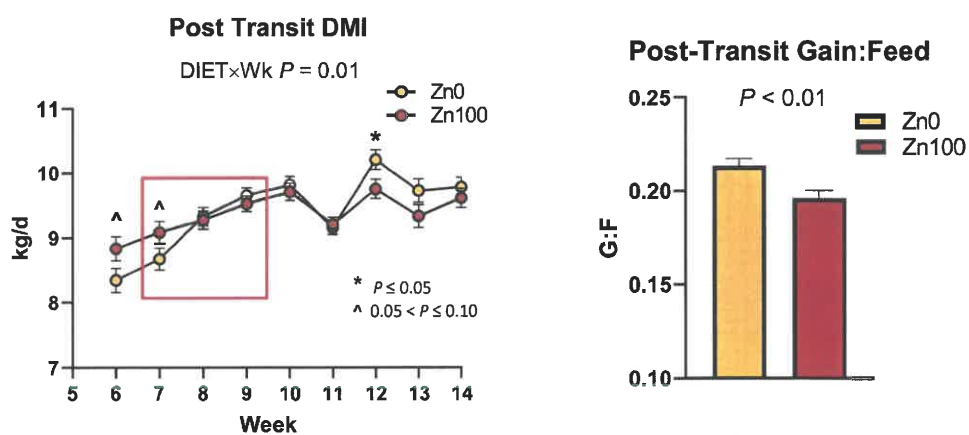 Post Transit DMI
DIET×Wk P = 0.01
Zn0
Zn100
kg/d
11
10
9
8
7
*
^
^
* P ≤ 0.05
^ 0.05 < P ≤ 0.10
5 6 7 8 9 10 11 12 13 14
Week
Post-Transit Gain:Feed
P < 0.01
Zn0
Zn100
G:F
0.25
0.20
0.15
0.10